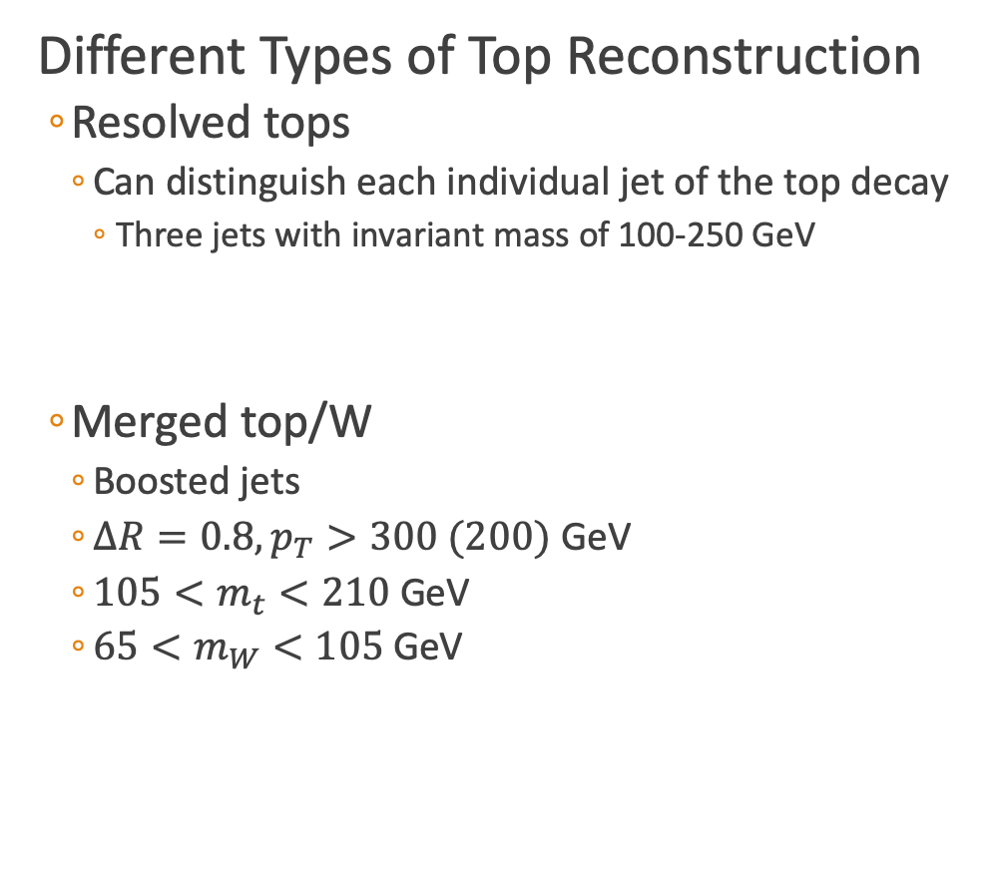 Different Types of Top Reconstruction
◦ Resolved tops
◦ Can distinguish each individual jet of the top decay
◦ Three jets with invariant mass of 100-250 GeV
◦ Merged top/W
◦ Boosted jets
◦ ΔR = 0.8, p_T > 300 (200) GeV
◦ 105 < m_t < 210 GeV
◦ 65 < m_W < 105 GeV